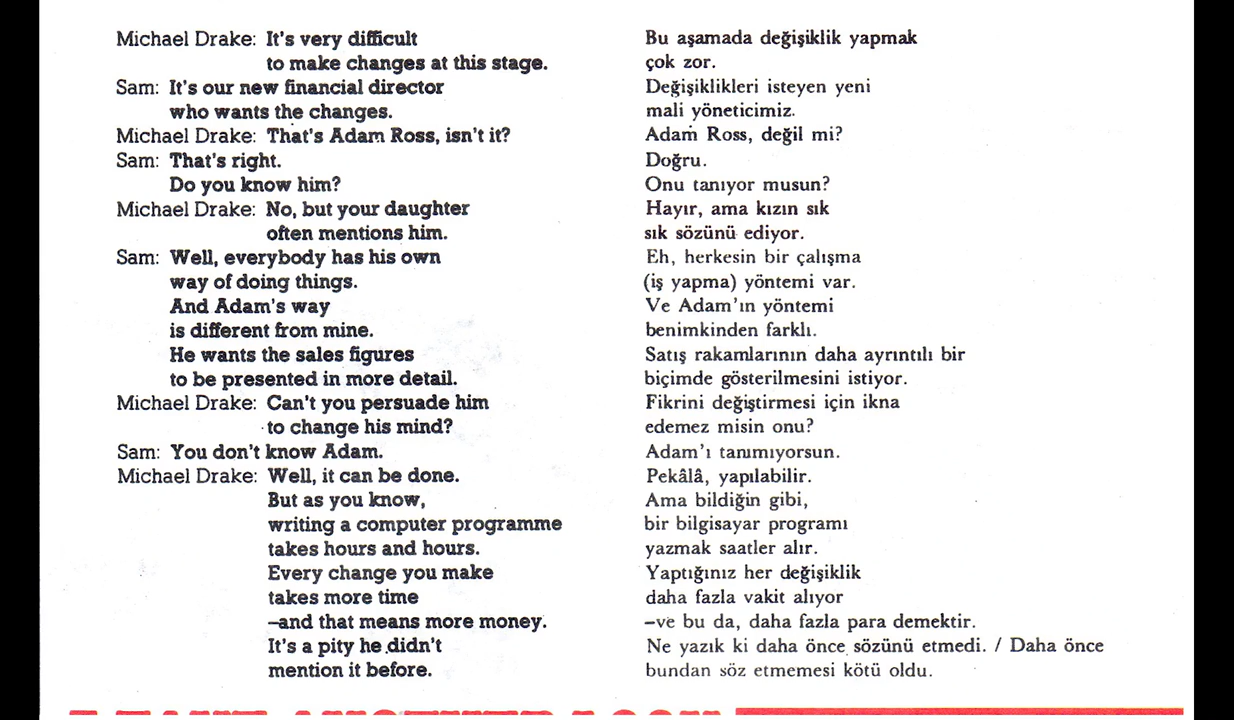 Michael Drake: It's very difficult
to make changes at this stage.
Sam: It's our new financial director
who wants the changes.
Michael Drake: That's Adam Ross, isn't it?
Sam: That's right.
Do you know him?
Michael Drake: No, but your daughter
often mentions him.
Sam: Well, everybody has his own
way of doing things.
And Adam's way
is different from mine.
He wants the sales figures
to be presented in more detail.
Michael Drake: Can't you persuade him
to change his mind?
Sam: You don't know Adam.
Michael Drake: Well, it can be done.
But as you know,
writing a computer programme
takes hours and hours.
Every change you make
takes more time
–and that means more money.
It's a pity he didn't
mention it before.
Bu aşamada değişiklik yapmak
çok zor.
Değişiklikleri isteyen yeni
mali yöneticimiz.
Adam Ross, değil mi?
Doğru.
Onu tanıyor musun?
Hayır, ama kızın sık
sık sözünü ediyor.
Eh, herkesin bir çalışma
(iş yapma) yöntemi var.
Ve Adam'ın yöntemi
benimkinden farklı.
Satış rakamlarının daha ayrıntılı bir
biçimde gösterilmesini istiyor.
Fikrini değiştirmesi için ikna
edemez misin onu?
Adam'ı tanımıyorsun.
Pekâlâ, yapılabilir.
Ama bildiğin gibi,
bir bilgisayar programı
yazmak saatler alır.
Yaptığınız her değişiklik
daha fazla vakit alıyor
–ve bu da, daha fazla para demektir.
Ne yazık ki daha önce sözünü etmedi. / Daha önce
bundan söz etmemesi kötü oldu.